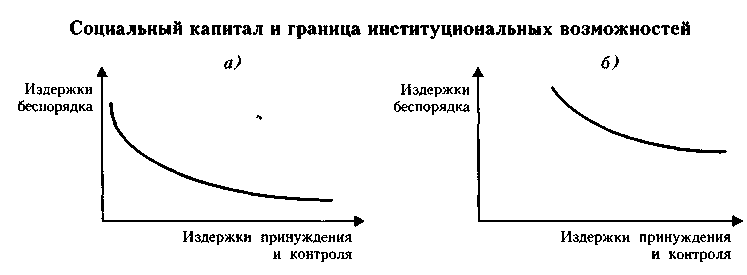 Социальный капитал и граница институциональных возможностей
а)
Издержки
беспорядка
Издержки принуждения
и контроля
б)
Издержки
беспорядка
Издержки принуждения
и контроля